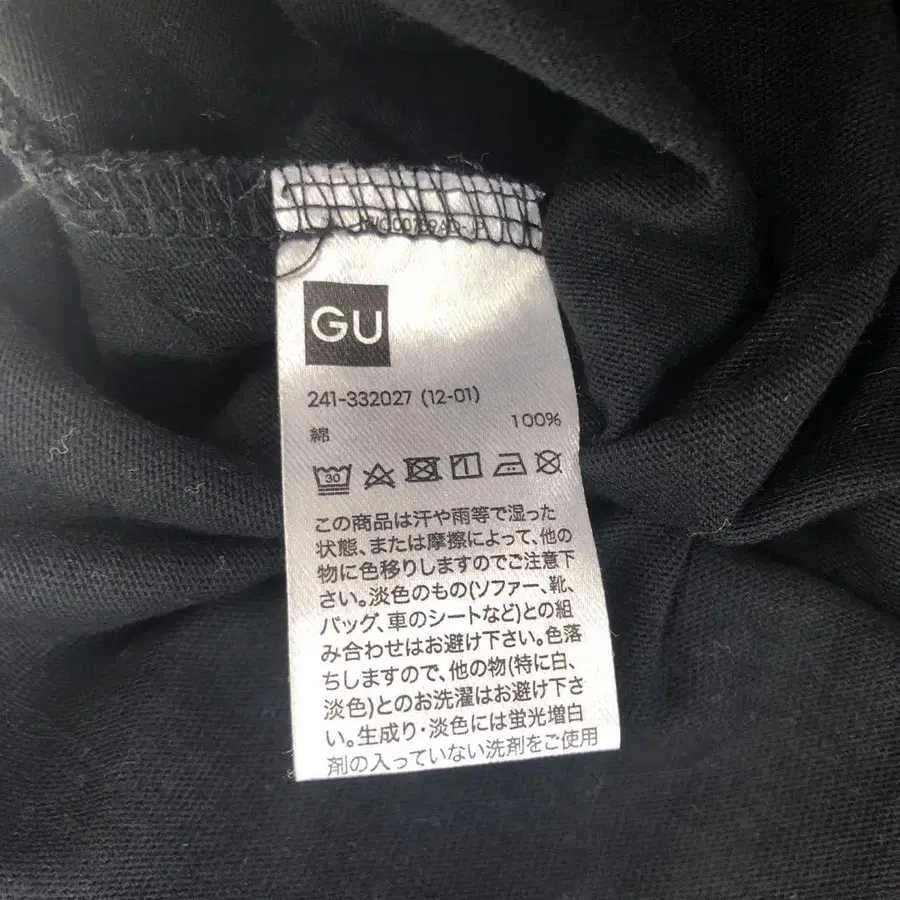 GU
241-332027 (12-01)
綿 100%
30
この商品は汗や雨等で湿った
状態、または摩擦によって、他の
物に色移りしますのでご注意下
さい。淡色のもの(ソファー、靴、
バッグ、車のシートなど)との組
み合わせはお避け下さい。色落
ちしますので、他の物(特に白、
淡色)とのお洗濯はお避け下さ
い。生成り・淡色には蛍光増白
剤の入っていない洗剤をご使用